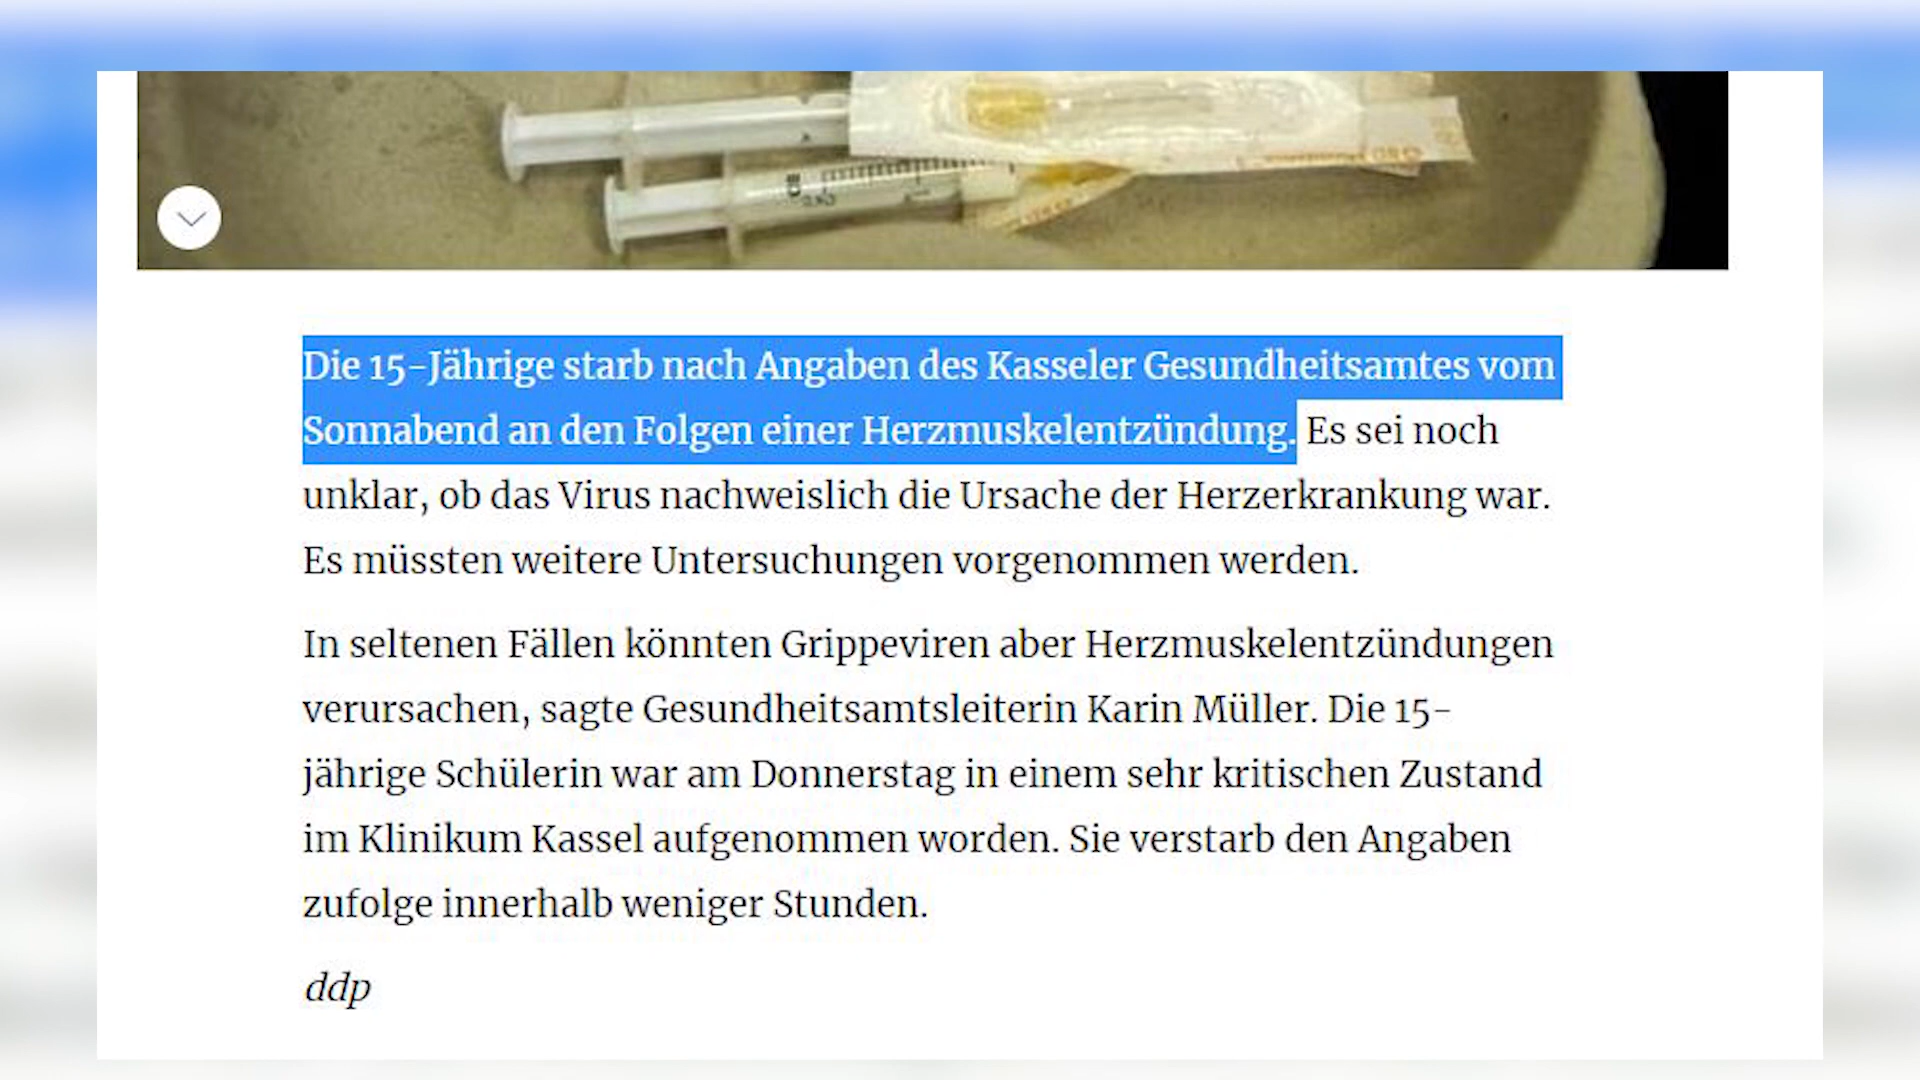 Die 15-Jährige starb nach Angaben des Kasseler Gesundheitsamtes vom
Sonnabend an den Folgen einer Herzmuskelentzündung. Es sei noch
unklar, ob das Virus nachweislich die Ursache der Herzerkrankung war.
Es müssten weitere Untersuchungen vorgenommen werden.
In seltenen Fällen könnten Grippeviren aber Herzmuskelentzündungen
verursachen, sagte Gesundheitsamtsleiterin Karin Müller. Die 15-
jährige Schülerin war am Donnerstag in einem sehr kritischen Zustand
im Klinikum Kassel aufgenommen worden. Sie verstarb den Angaben
zufolge innerhalb weniger Stunden.
ddp